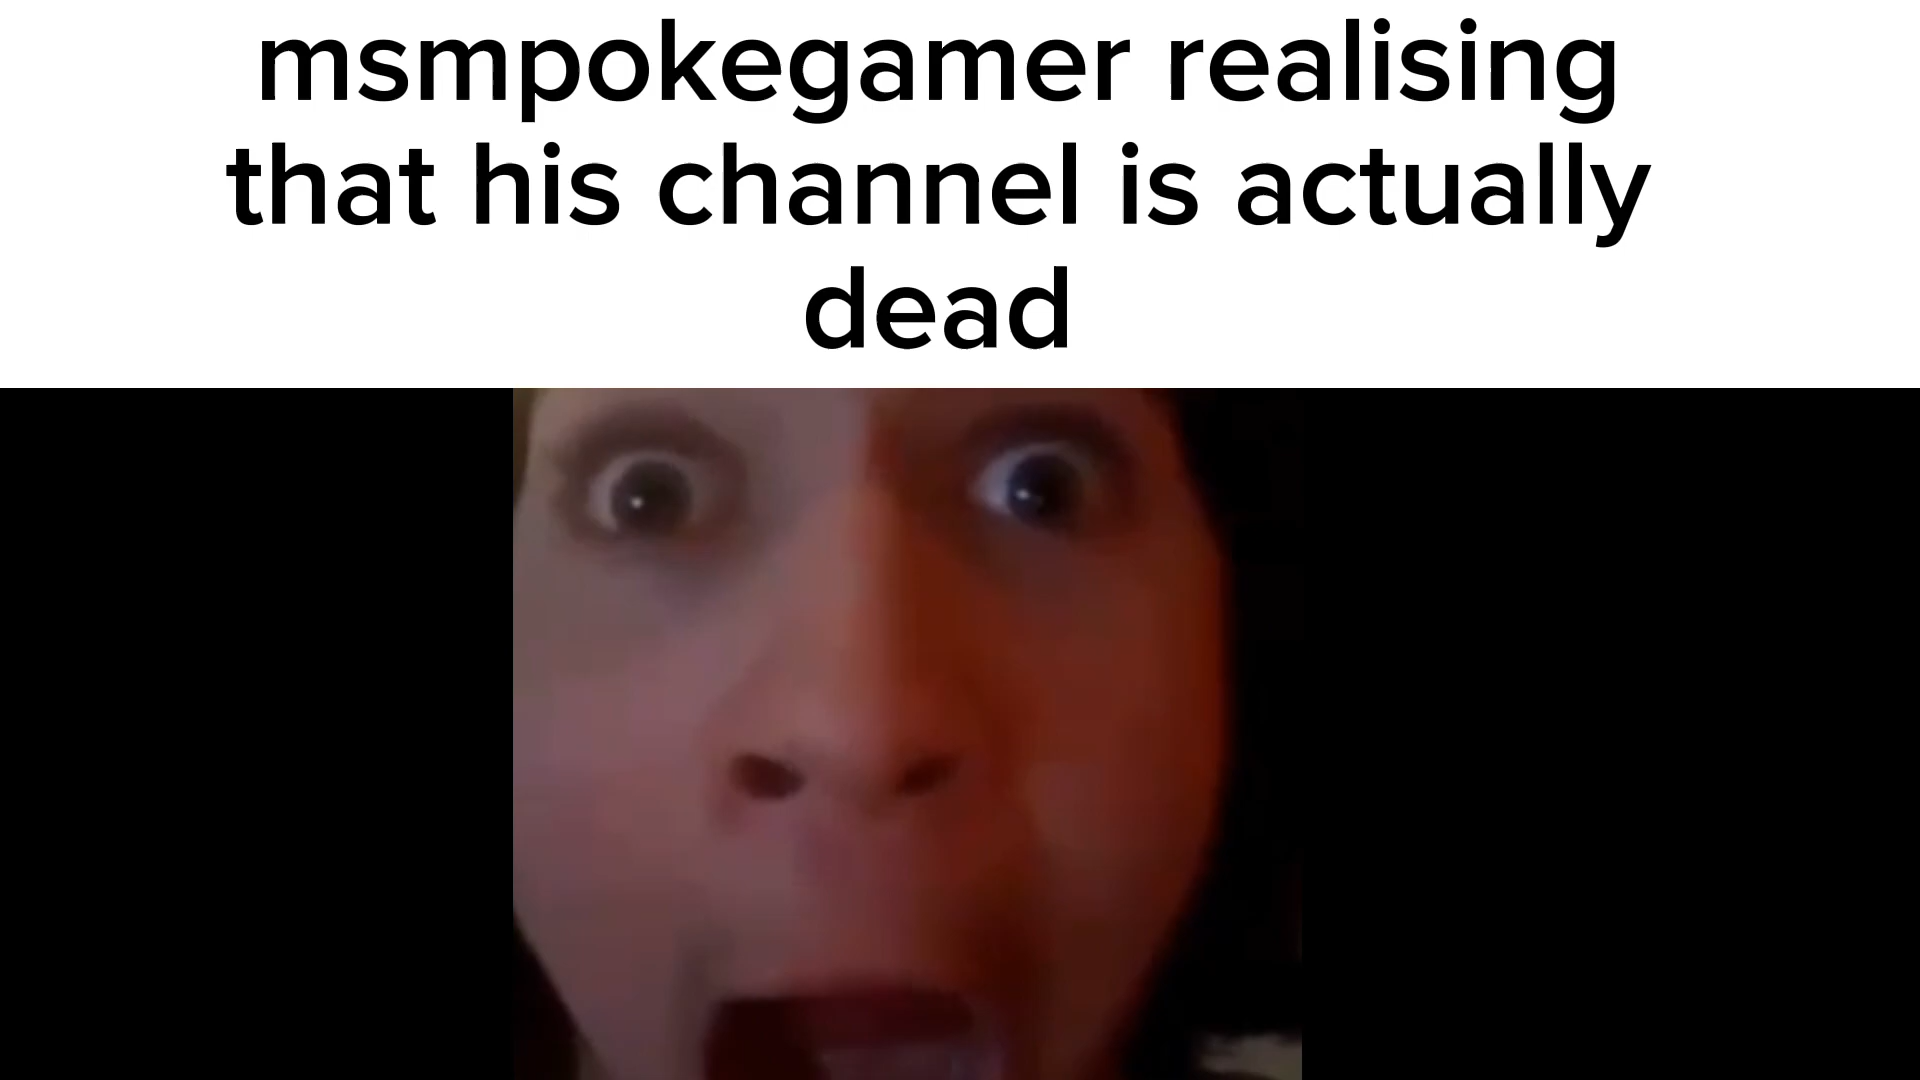 msmpokegamer realising
that his channel is actually
dead